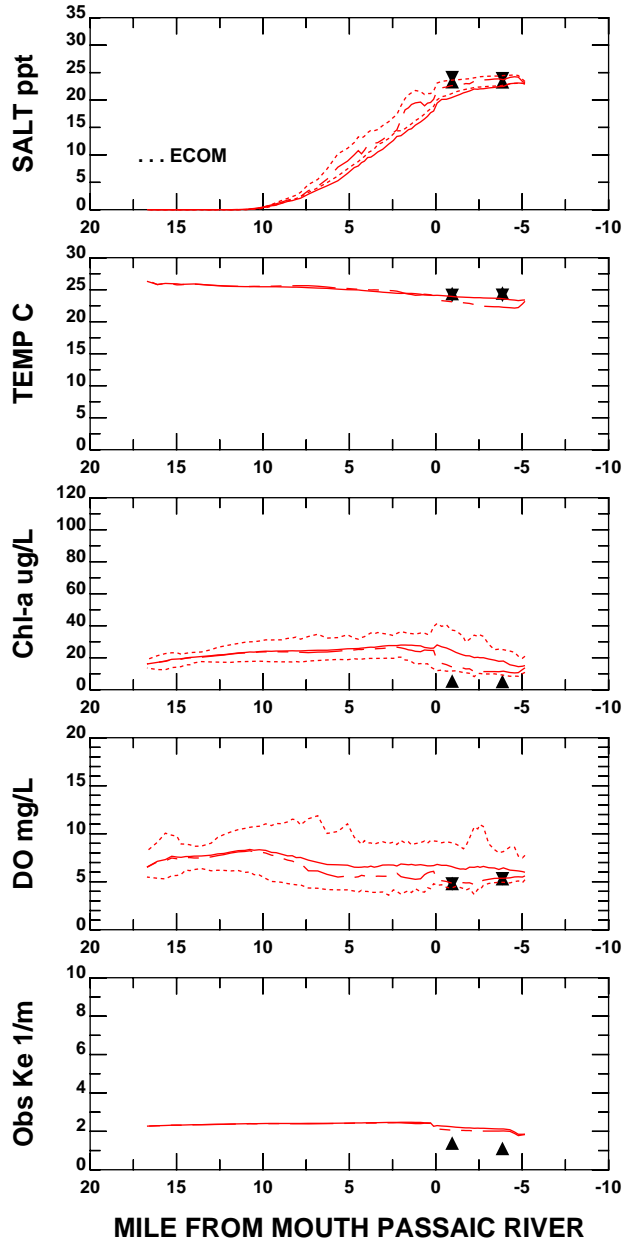 SALT ppt
35
30
25
20
15
10
5
0
. . . ECOM
20 15 10 5 0 -5 -10
TEMP C
30
25
20
15
10
5
0
20 15 10 5 0 -5 -10
Chl-a ug/L
120
100
80
60
40
20
0
20 15 10 5 0 -5 -10
DO mg/L
20
15
10
5
0
20 15 10 5 0 -5 -10
Obs Ke 1/m
10
8
6
4
2
0
20 15 10 5 0 -5 -10
MILE FROM MOUTH PASSAIC RIVER